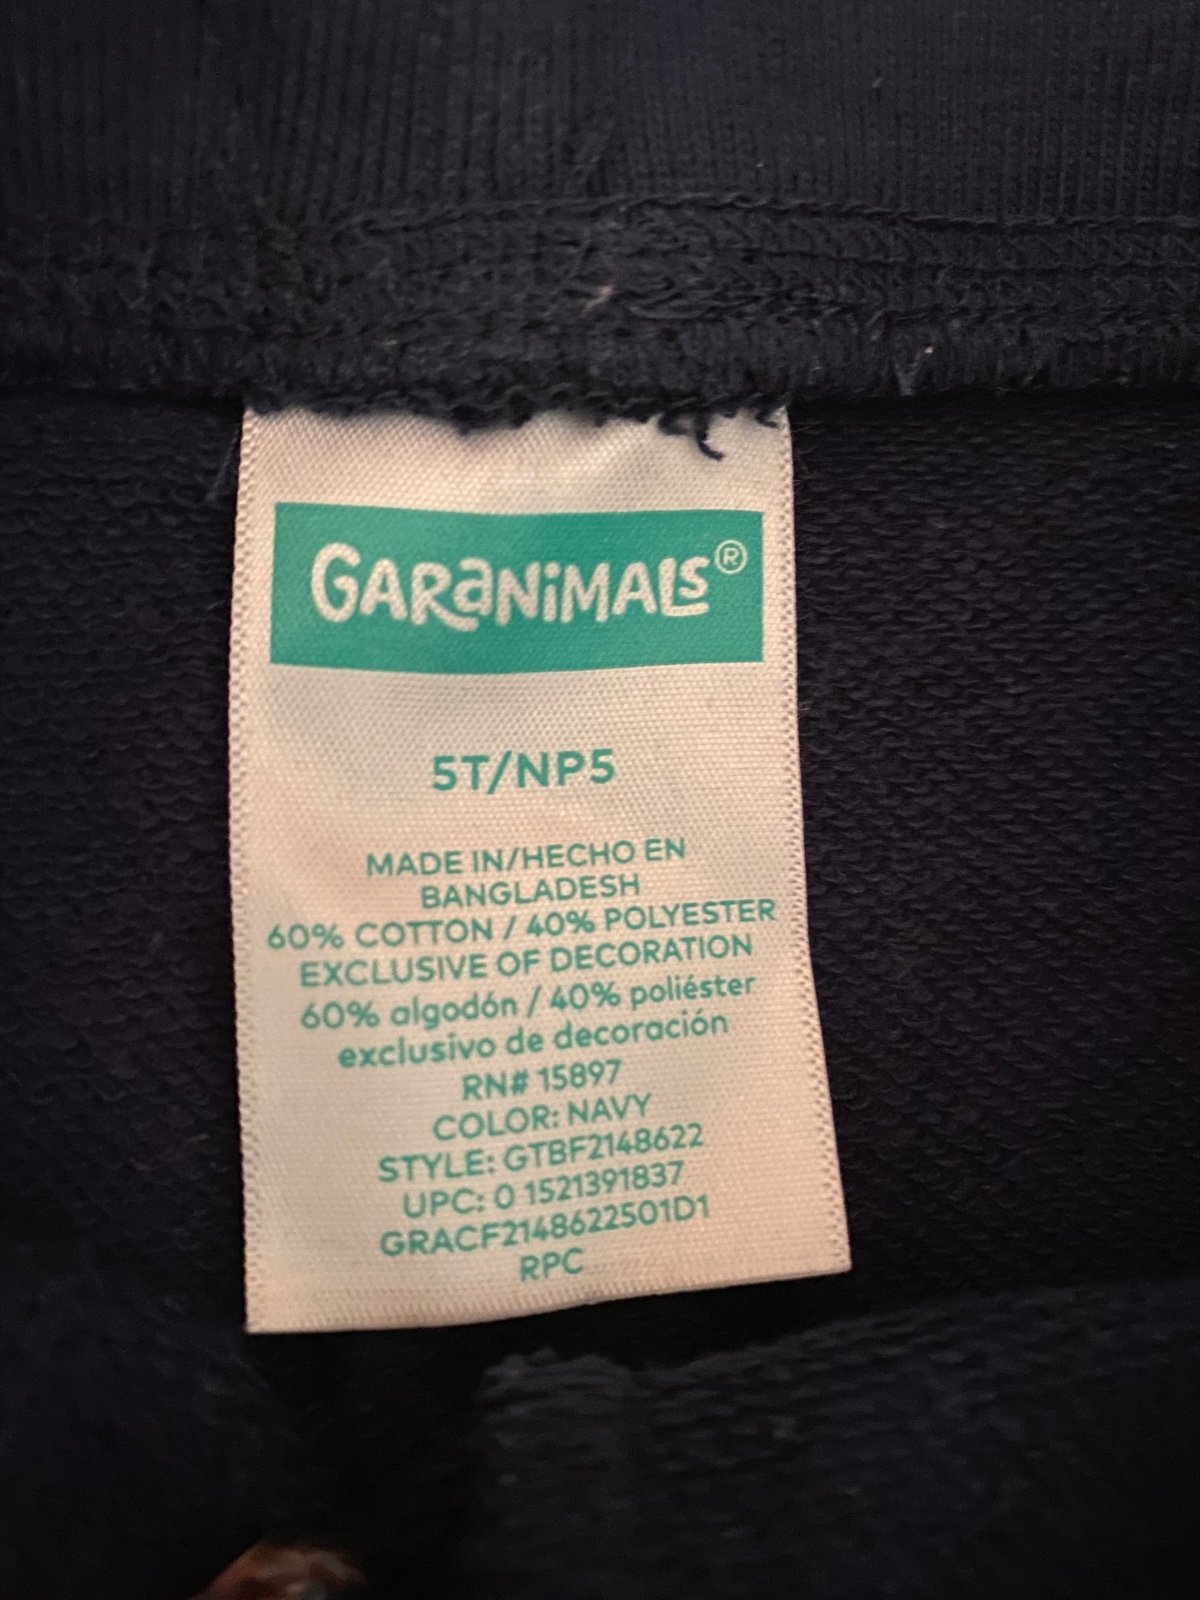 GARaNiMALS®
5T/NP5
MADE IN/HECHO EN
BANGLADESH
60% COTTON / 40% POLYESTER
EXCLUSIVE OF DECORATION
60% algodón / 40% poliéster
exclusivo de decoración
RN# 15897
COLOR: NAVY
STYLE: GTBF2148622
UPC: 0 1521391837
GRACF2148622501D1
RPC